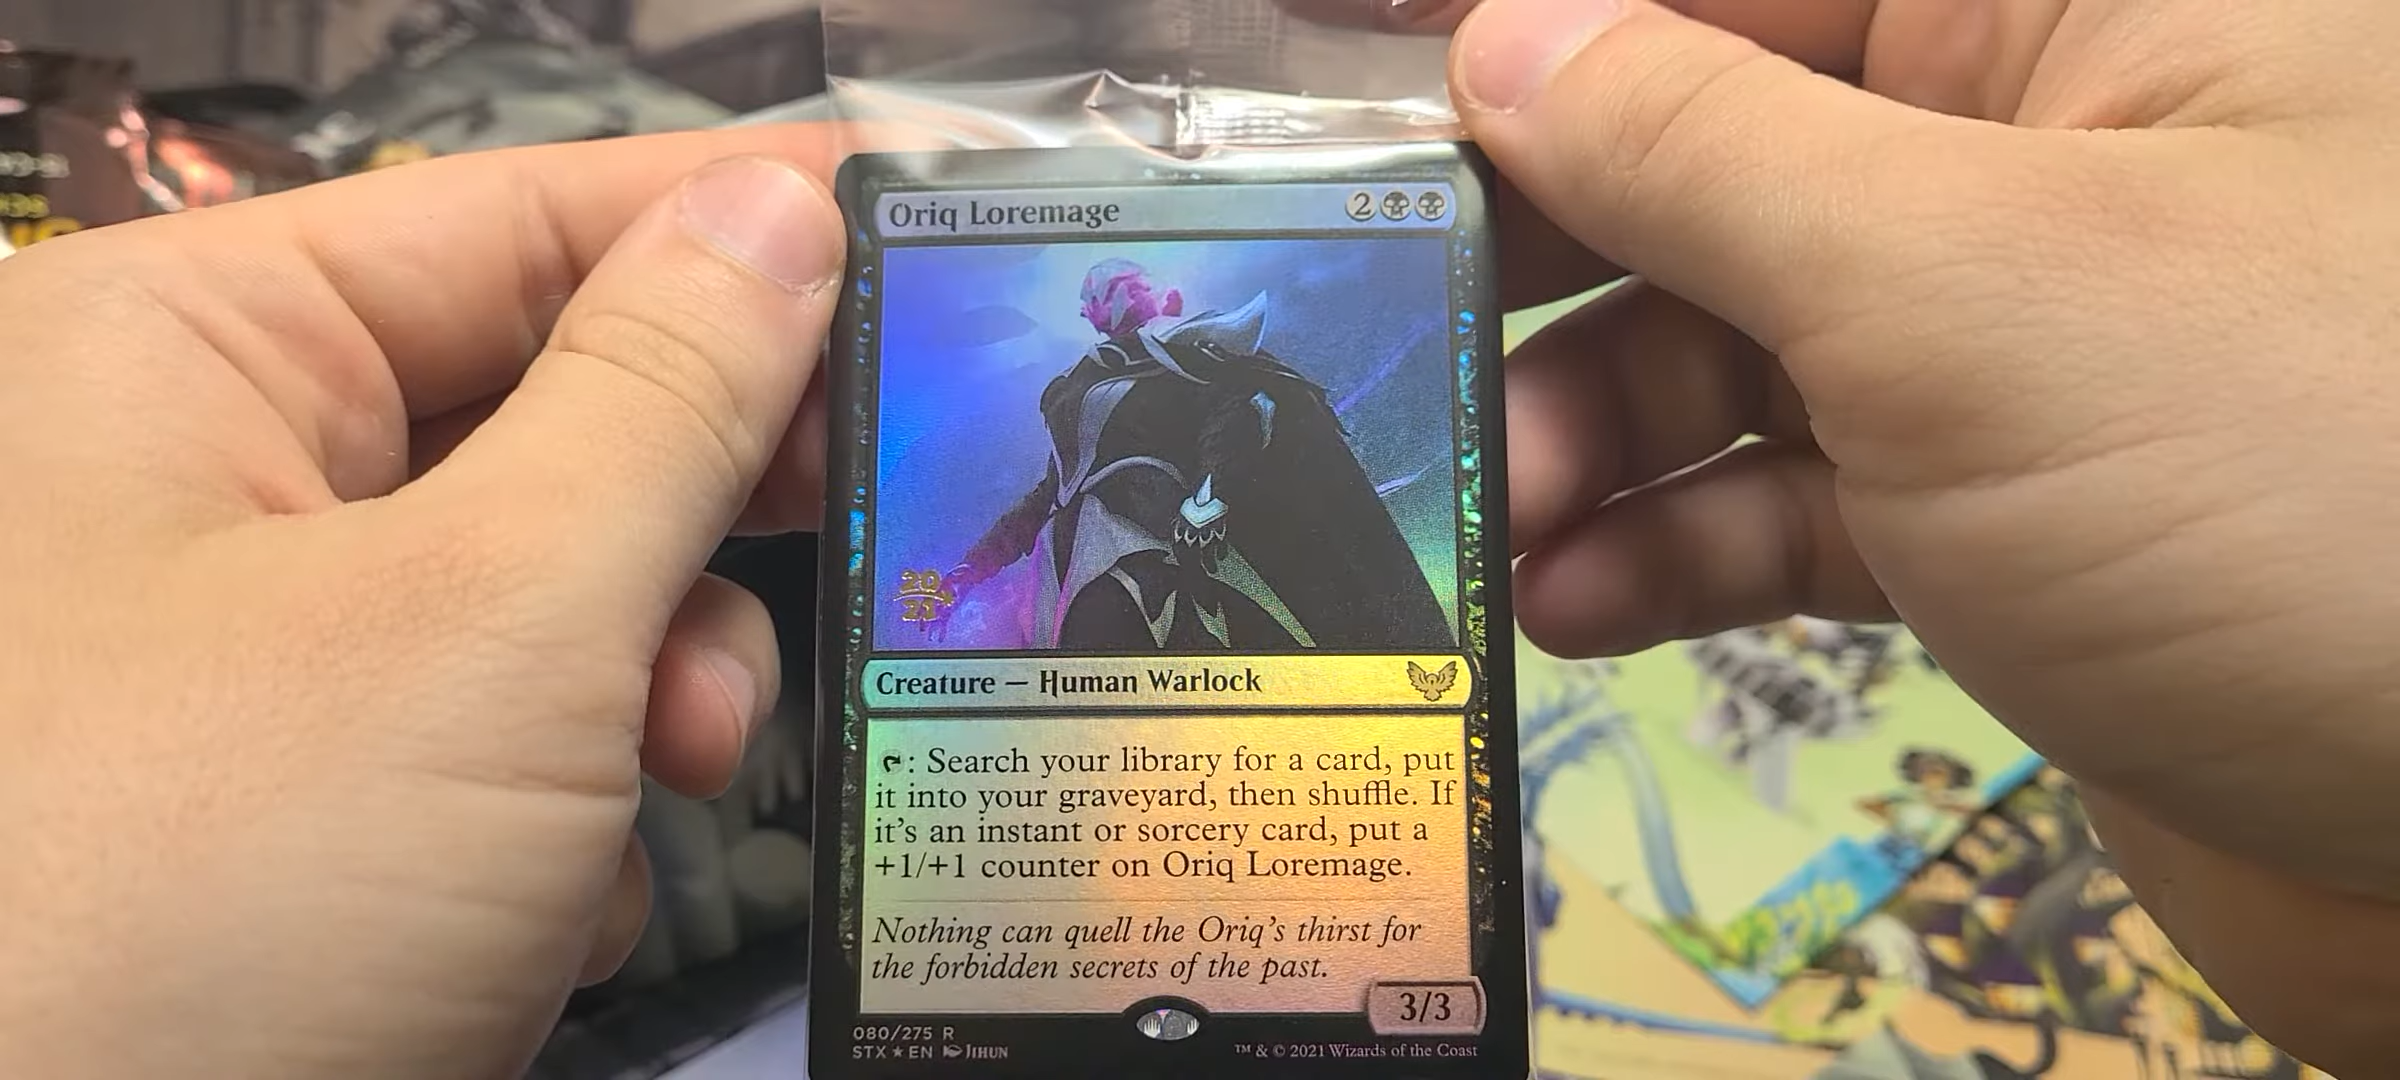 Oriq Loremage 2
20
21
Creature — Human Warlock
: Search your library for a card, put
it into your graveyard, then shuffle. If
it's an instant or sorcery card, put a
+1/+1 counter on Oriq Loremage.
Nothing can quell the Oriq's thirst for
the forbidden secrets of the past.
3/3
080/275 R
STX ★ EN JIHUN
™ & © 2021 Wizards of the Coast